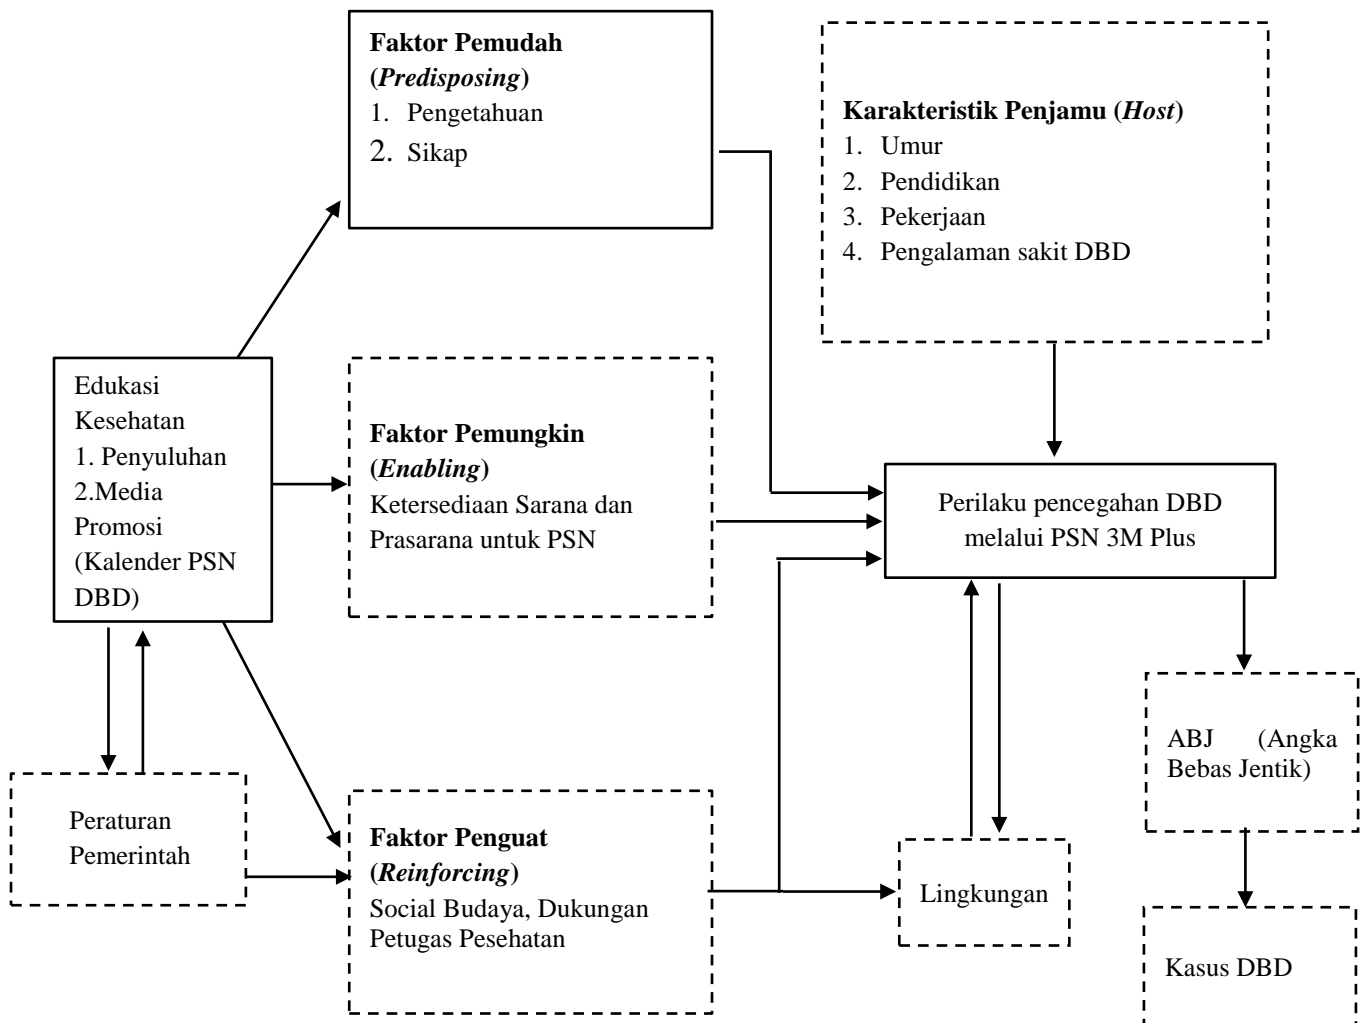 Faktor Pemudah
(Predisposing)
1. Pengetahuan
2. Sikap
Karakteristik Penjamu (Host)
1. Umur
2. Pendidikan
3. Pekerjaan
4. Pengalaman sakit DBD
Edukasi
Kesehatan
1. Penyuluhan
2.Media
Promosi
(Kalender PSN
DBD)
Faktor Pemungkin
(Enabling)
Ketersediaan Sarana dan
Prasarana untuk PSN
Perilaku pencegahan DBD
melalui PSN 3M Plus
Peraturan
Pemerintah
Faktor Penguat
(Reinforcing)
Social Budaya, Dukungan
Petugas Pesehatan
Lingkungan
ABJ (Angka
Bebas Jentik)
Kasus DBD